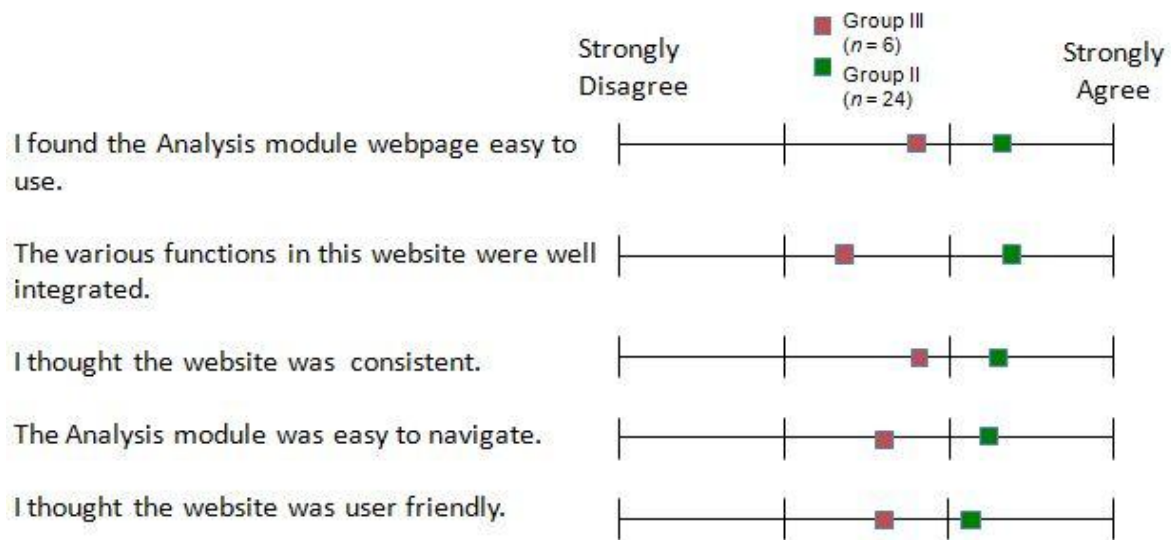 Strongly
Disagree
Group III
(n = 6)
Group II
(n = 24)
Strongly
Agree
I found the Analysis module webpage easy to
use.
The various functions in this website were well
integrated.
I thought the website was consistent.
The Analysis module was easy to navigate.
I thought the website was user friendly.